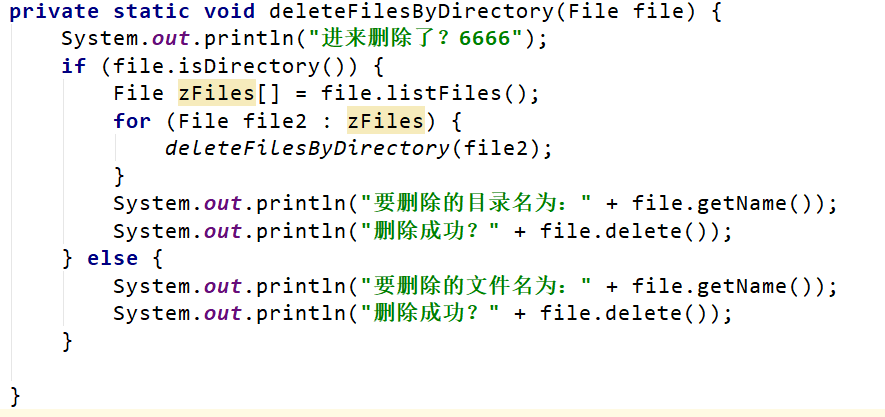 private static void deleteFilesByDirectory(File file) {
System.out.println("进来删除了？6666");
if (file.isDirectory()) {
File zFiles[] = file.listFiles();
for (File file2 : zFiles) {
deleteFilesByDirectory(file2);
}
System.out.println("要删除的目录名为：" + file.getName());
System.out.println("删除成功？" + file.delete());
} else {
System.out.println("要删除的文件名为：" + file.getName());
System.out.println("删除成功？" + file.delete());
}
}